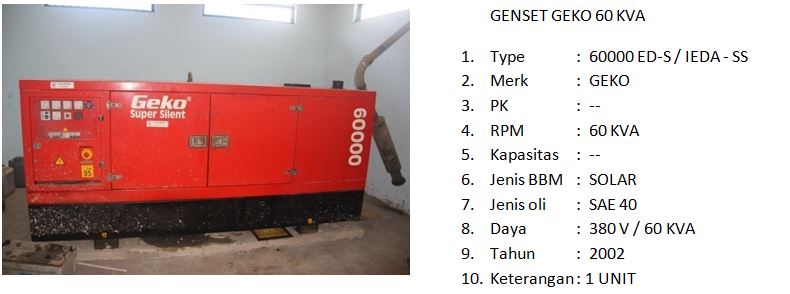 GENSET GEKO 60 KVA
1. Type : 60000 ED-S / IEDA - SS
2. Merk : GEKO
3. PK : --
4. RPM : 60 KVA
5. Kapasitas : --
6. Jenis BBM : SOLAR
7. Jenis oli : SAE 40
8. Daya : 380 V / 60 KVA
9. Tahun : 2002
10. Keterangan : 1 UNIT
Geko
Super Silent
60000
95